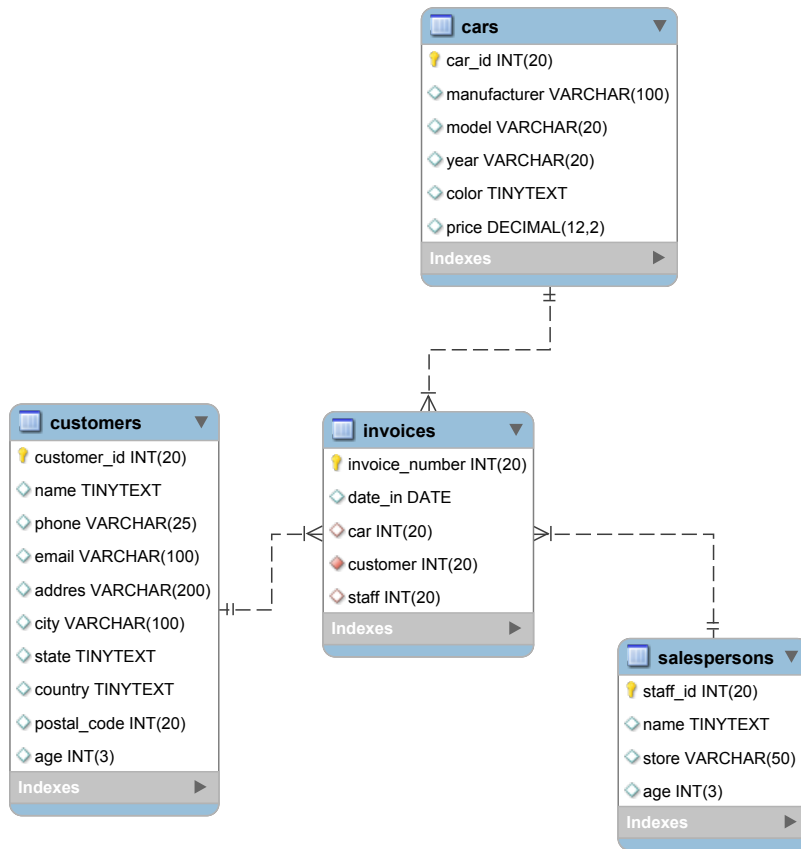 cars
car_id INT(20)
manufacturer VARCHAR(100)
model VARCHAR(20)
year VARCHAR(20)
color TINYTEXT
price DECIMAL(12,2)
Indexes
customers
customer_id INT(20)
name TINYTEXT
phone VARCHAR(25)
email VARCHAR(100)
addres VARCHAR(200)
city VARCHAR(100)
state TINYTEXT
country TINYTEXT
postal_code INT(20)
age INT(3)
Indexes
invoices
invoice_number INT(20)
date_in DATE
car INT(20)
customer INT(20)
staff INT(20)
Indexes
salespersons
staff_id INT(20)
name TINYTEXT
store VARCHAR(50)
age INT(3)
Indexes